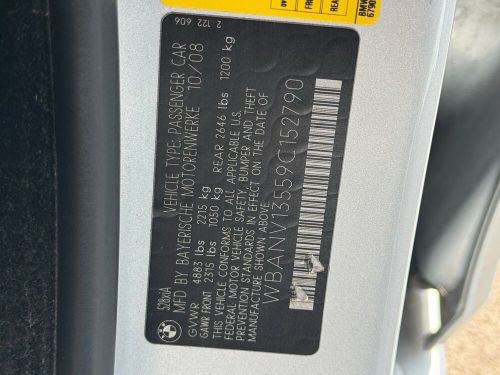 BMW
528xiA
2 122 606
VEHICLE TYPE: PASSENGER CAR
MFD BY BAYERISCHE MOTORENWERKE 10/08
GVWR 4883 lbs 2215 kg
GAWR FRONT 2315 lbs 1050 kg REAR 2646 lbs 1200 kg
THIS VEHICLE CONFORMS TO ALL APPLICABLE U.S.
FEDERAL MOTOR VEHICLE SAFETY, BUMPER AND THEFT
STANDARDS IN EFFECT ON THE DATE OF
MANUFACTURE SHOWN ABOVE.
WBANV13559C152790